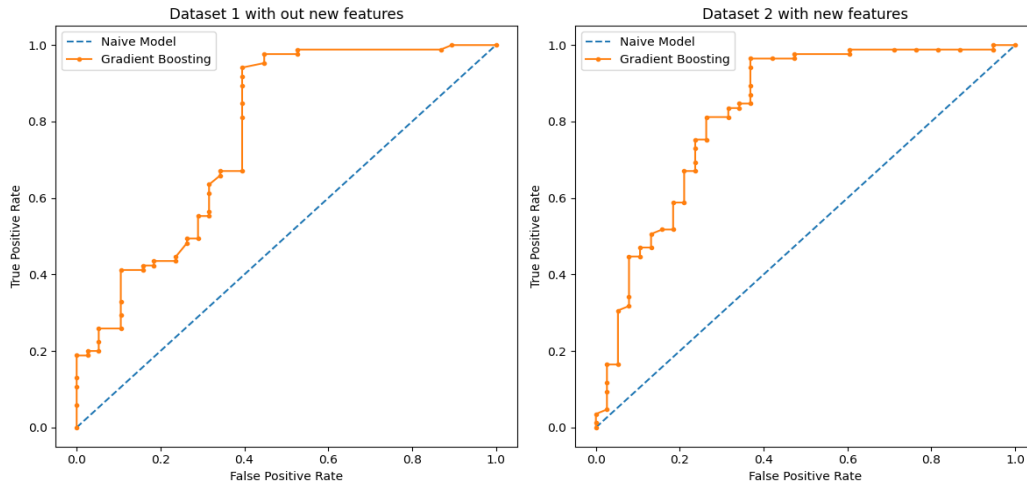 Dataset 1 with out new features
Naive Model
Gradient Boosting
1.0
0.8
0.6
0.4
0.2
0.0
True Positive Rate
0.0 0.2 0.4 0.6 0.8 1.0
False Positive Rate
Dataset 2 with new features
Naive Model
Gradient Boosting
1.0
0.8
0.6
0.4
0.2
0.0
True Positive Rate
0.0 0.2 0.4 0.6 0.8 1.0
False Positive Rate